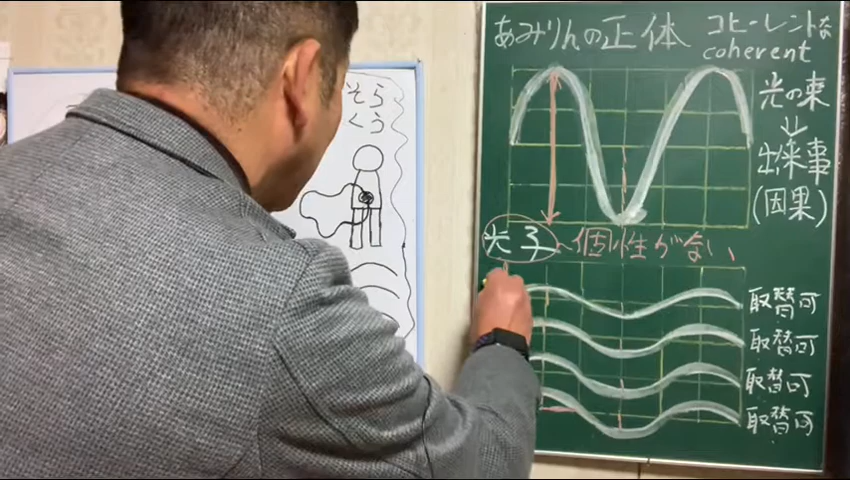 そら
くう
あみりんの正体
コヒーレントな
coherent
光の束
出来事
(因果)
光子 個性がない
取替可
取替可
取替可
取替可